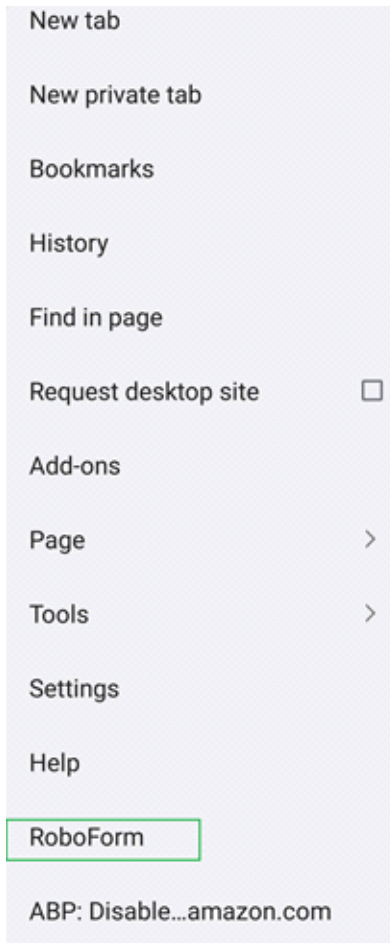 New tab
New private tab
Bookmarks
History
Find in page
Request desktop site
Add-ons
Page
Tools
Settings
Help
RoboForm
ABP: Disable...amazon.com